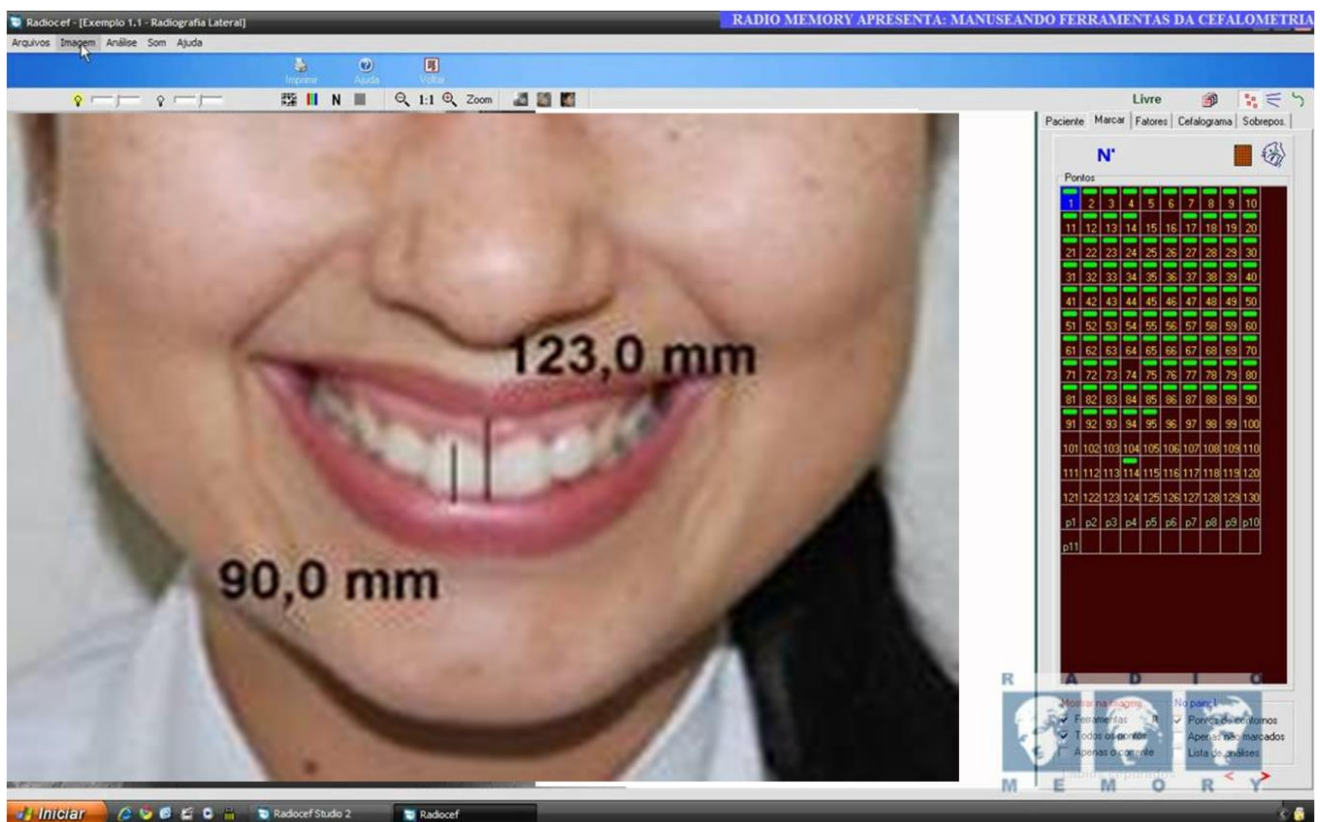 Radiocef - [Exemplo 1.1 - Radiografia Lateral]
RADIO MEMORY APRESENTA: MANUSEANDO FERRAMENTAS DA CEFALOMETRIA
Arquivos Imagem Análise Som Ajuda
Imprimir Ajuda Voltar
N 1:1 Zoom
Livre
Paciente Marcar Fatores Cefalograma Sobrepos.
N'
Pontos
1 2 3 4 5 6 7 8 9 10
11 12 13 14 15 16 17 18 19 20
21 22 23 24 25 26 27 28 29 30
31 32 33 34 35 36 37 38 39 40
41 42 43 44 45 46 47 48 49 50
51 52 53 54 55 56 57 58 59 60
61 62 63 64 65 66 67 68 69 70
71 72 73 74 75 76 77 78 79 80
81 82 83 84 85 86 87 88 89 90
91 92 93 94 95 96 97 98 99 100
101 102 103 104 105 106 107 108 109 110
111 112 113 114 115 116 117 118 119 120
121 122 123 124 125 126 127 128 129 130
p1 p2 p3 p4 p5 p6 p7 p8 p9 p10
p11
123,0 mm
90,0 mm
R A D I O
Mostrar na imagem
Ferramentas R
Todos os pontos
Apenas o corrente
No painel
Pontos de contornos
Apenas não marcados
Lista de análises
< >
M E M O R Y
Iniciar Radiocef Studio 2 Radiocef